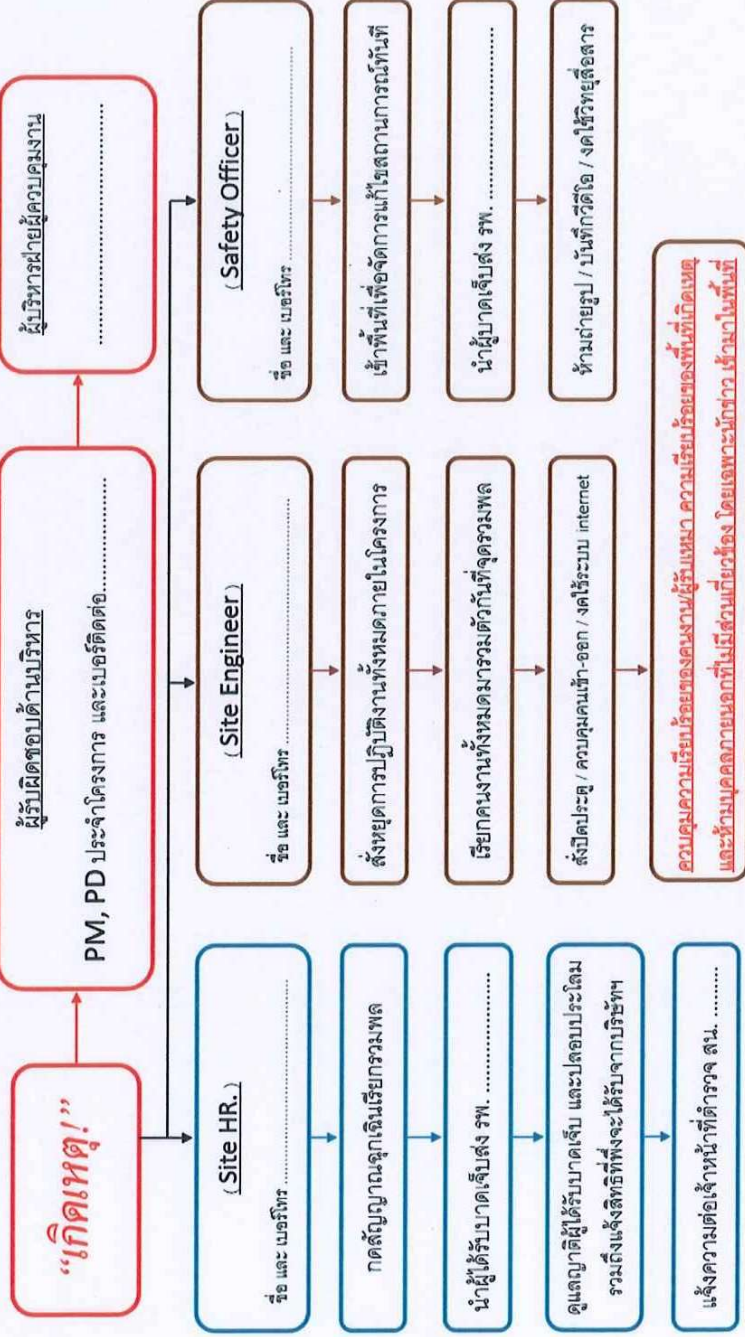 “เกิดเหตุ!”
ผู้รับผิดชอบด้านบริหาร
PM, PD ประจำโครงการ และเบอร์ติดต่อ........................
ผู้บริหารฝ่ายผู้ควบคุมงาน
........................................
(Site HR.)
ชื่อ และ เบอร์โทร ........................................
กดสัญญาณฉุกเฉินเรียกรวมพล
นำผู้ได้รับบาดเจ็บส่ง รพ. ........................
ดูแลญาติผู้ได้รับบาดเจ็บ และปลอบประโลม
รวมถึงแจ้งสิทธิที่พึงจะได้รับจากบริษัทฯ
แจ้งความต่อเจ้าหน้าที่ตำรวจ สน. .........
(Site Engineer)
ชื่อ และ เบอร์โทร ........................................
สั่งหยุดการปฏิบัติงานทั้งหมดภายในโครงการ
เรียกคนงานทั้งหมดมารวมตัวกันที่จุดรวมพล
สั่งปิดประตู / ควบคุมคนเข้า-ออก / งดใช้ระบบ internet
ควบคุมความเรียบร้อยของคนงาน/ผู้รับเหมา ความเรียบร้อยของพื้นที่เกิดเหตุ
และห้ามบุคคลภายนอกที่ไม่มีส่วนเกี่ยวข้อง โดยเฉพาะนักข่าว เข้ามาในพื้นที่
(Safety Officer)
ชื่อ และ เบอร์โทร ........................................
เข้าพื้นที่เพื่อจัดการแก้ไขสถานการณ์ทันที
นำผู้บาดเจ็บส่ง รพ. ........................
ห้ามถ่ายรูป / บันทึกวีดีโอ / งดใช้วิทยุสื่อสาร